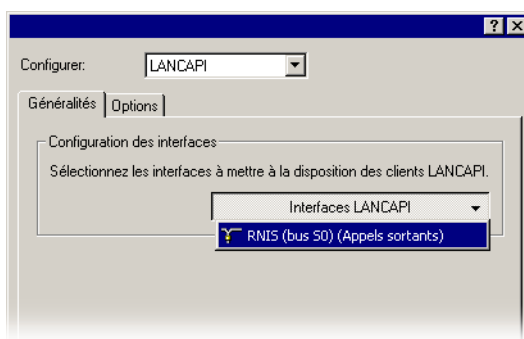 Configurer: LANCAPI
Généralités Options
Configuration des interfaces
Sélectionnez les interfaces à mettre à la disposition des clients LANCAPI.
Interfaces LANCAPI
RNIS (bus S0) (Appels sortants)